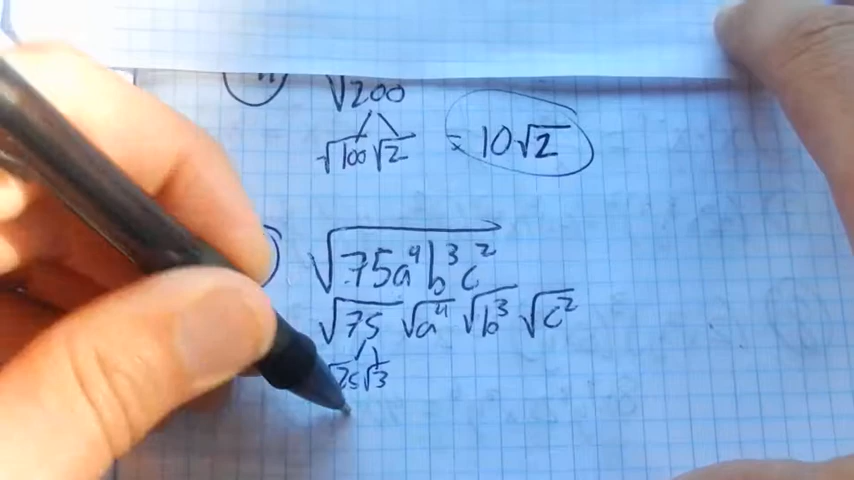 √200
√100 √2 = 10√2
√75a⁴b³c²
√75 √a⁴ √b³ √c²
√25 √3